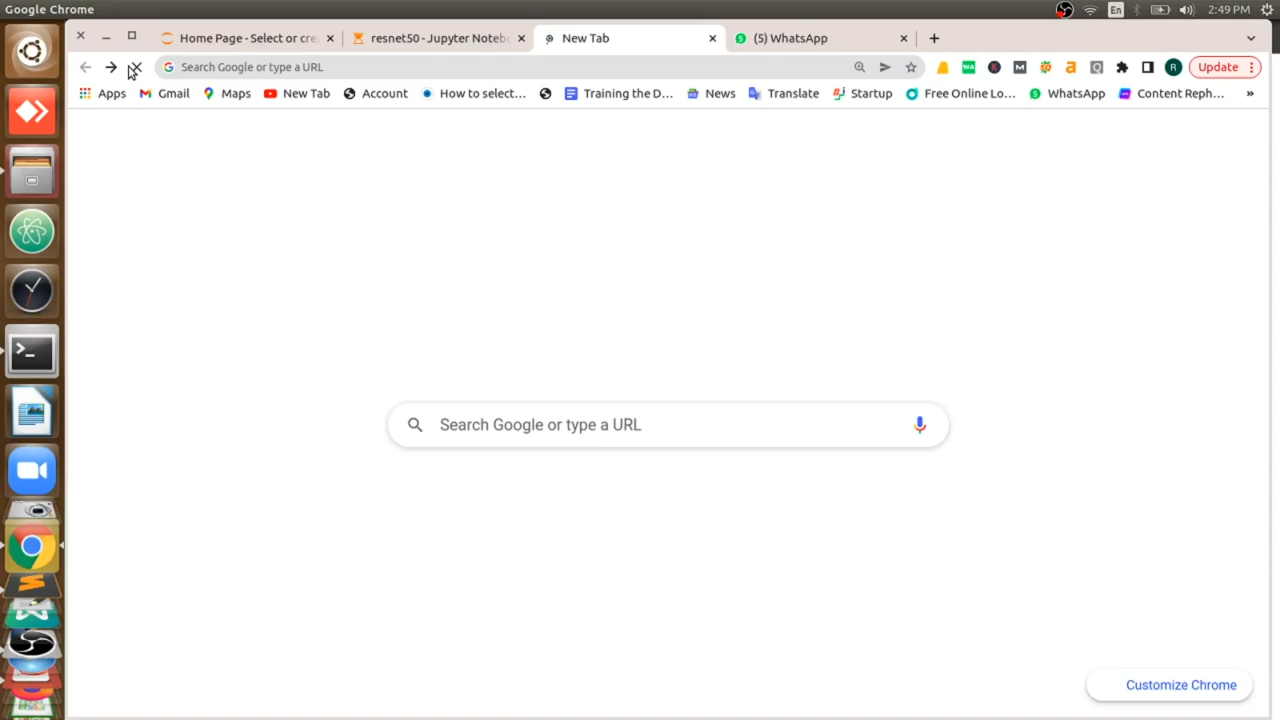 Google Chrome
En
2:49 PM
Home Page - Select or cre
resnet50 - Jupyter Noteb
New Tab
(5) WhatsApp
Search Google or type a URL
Update
Apps
Gmail
Maps
New Tab
Account
How to select...
Training the D...
News
Translate
Startup
Free Online Lo...
WhatsApp
Content Reph...
»
Search Google or type a URL
Customize Chrome